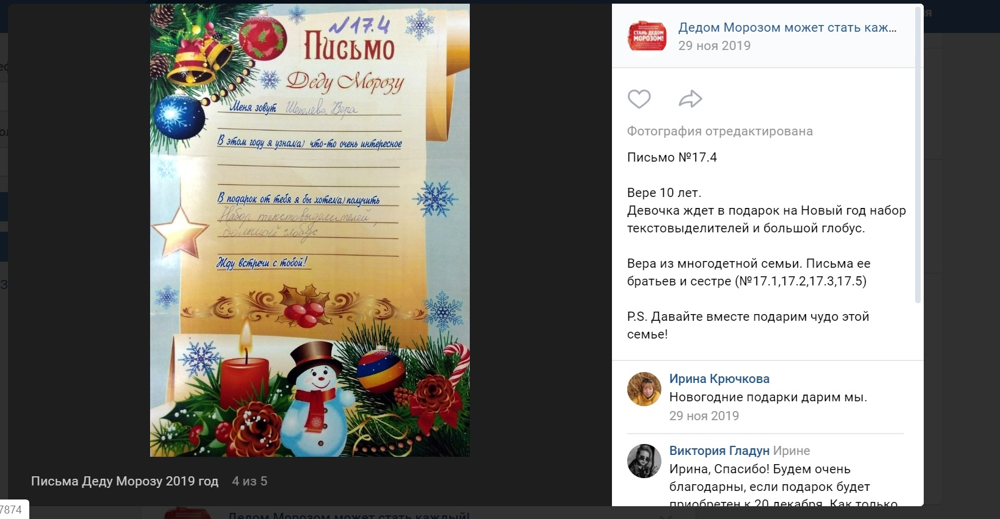 N17.4
Письмо
Деду Морозу
Меня зовут Шепелева Вера
В этом году я узнал(а) что-то очень интересное
В подарок от тебя я бы хотел(а) получить
Набор текстовыделителей,
большой глобус
Жду встречи с тобой!
Письма Деду Морозу 2019 год 4 из 5
7874
СТАНЬ ДЕДОМ
МОРОЗОМ!
Дедом Морозом может стать каж...
29 ноя 2019
Фотография отредактирована
Письмо №17.4
Вере 10 лет.
Девочка ждет в подарок на Новый год набор
текстовыделителей и большой глобус.
Вера из многодетной семьи. Письма ее
братьев и сестре (№17.1,17.2,17.3,17.5)
P.S. Давайте вместе подарим чудо этой
семье!
Ирина Крючкова
Новогодние подарки дарим мы.
29 ноя 2019
Виктория Гладун Ирине
Ирина, Спасибо! Будем очень
благодарны, если подарок будет
приобретен к 20 декабря. Как только
Дедом Морозом может стать каждый!